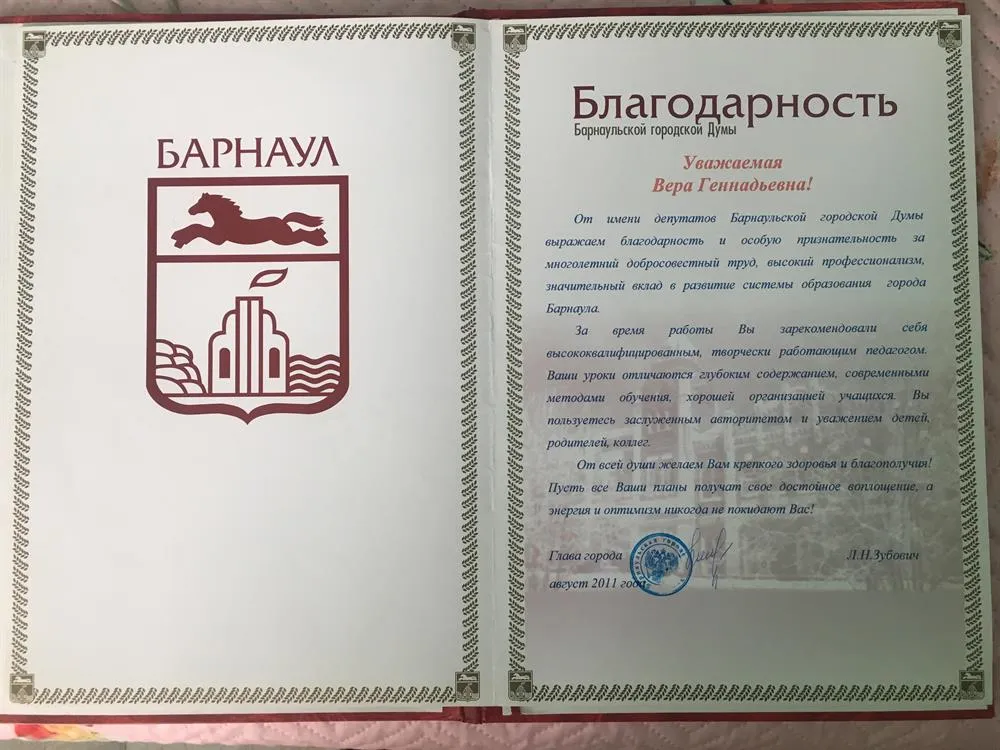 БАРНАУЛ
Благодарность
Барнаульской городской Думы
Уважаемая
Вера Геннадьевна!
От имени депутатов Барнаульской городской Думы
выражаем благодарность и особую признательность за
многолетний добросовестный труд, высокий профессионализм,
значительный вклад в развитие системы образования города
Барнаула.
За время работы Вы зарекомендовали себя
высококвалифицированным, творчески работающим педагогом.
Ваши уроки отличаются глубоким содержанием, современными
методами обучения, хорошей организацией учащихся. Вы
пользуетесь заслуженным авторитетом и уважением детей,
родителей, коллег.
От всей души желаем Вам крепкого здоровья и благополучия!
Пусть все Ваши планы получат свое достойное воплощение, а
энергия и оптимизм никогда не покидают Вас!
Глава города Л.Н.Зубович
август 2011 года